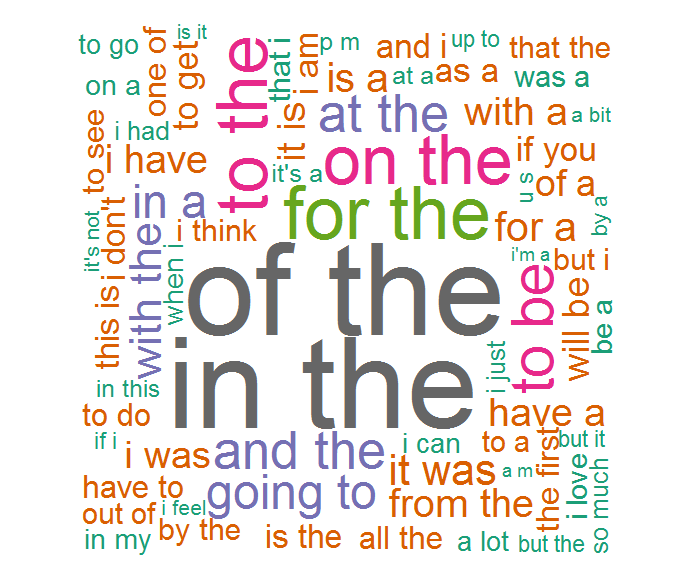 to go
one of
is it
to get
to the
that i
i am
p m
and i
up to
that the
on a
is a
at a
as a
was a
i had
it is
at the
with a
a bit
to see
i have
it's a
on the
if you
u s
of a
in a
for the
by a
it's not
i don't
i think
for a
with the
when i
of the
i'm a
but i
this is
to be
will be
be a
in the
i just
in this
to do
have a
if i
i was
and the
i can
to a
the first
but it
it was
a m
i love
so much
have to
going to
from the
out of
i feel
by the
in my
is the
all the
a lot
but the